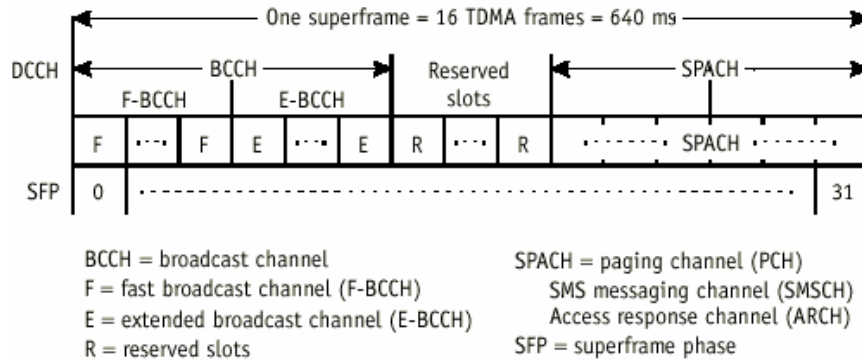 One superframe = 16 TDMA frames = 640 ms
DCCH BCCH Reserved slots SPACH
F-BCCH E-BCCH
F F E E R R SPACH
SFP 0 31
BCCH = broadcast channel
F = fast broadcast channel (F-BCCH)
E = extended broadcast channel (E-BCCH)
R = reserved slots
SPACH = paging channel (PCH)
SMS messaging channel (SMSCH)
Access response channel (ARCH)
SFP = superframe phase